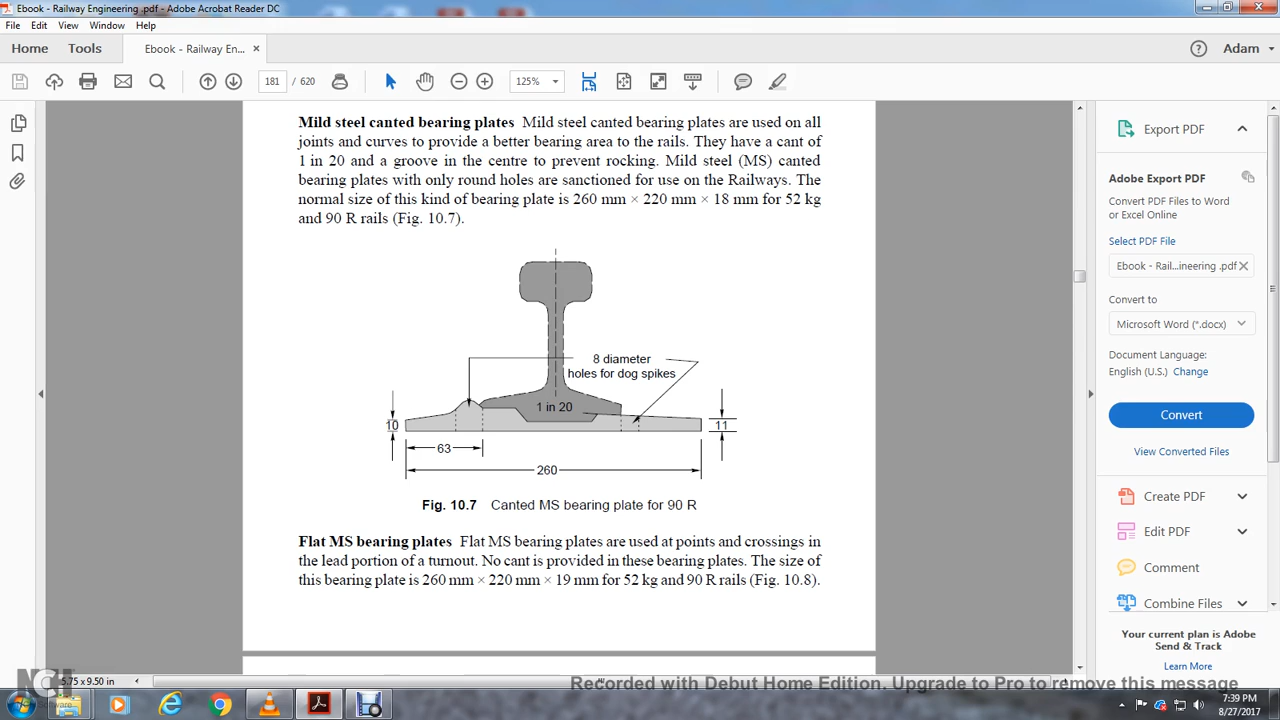 Ebook - Railway Engineering .pdf - Adobe Acrobat Reader DC
File Edit View Window Help
Home Tools Ebook - Railway En... × Adam
181 / 620 125%
Mild steel canted bearing plates Mild steel canted bearing plates are used on all
joints and curves to provide a better bearing area to the rails. They have a cant of
1 in 20 and a groove in the centre to prevent rocking. Mild steel (MS) canted
bearing plates with only round holes are sanctioned for use on the Railways. The
normal size of this kind of bearing plate is 260 mm × 220 mm × 18 mm for 52 kg
and 90 R rails (Fig. 10.7).
8 diameter
holes for dog spikes
1 in 20
10
11
63
260
Fig. 10.7 Canted MS bearing plate for 90 R
Flat MS bearing plates Flat MS bearing plates are used at points and crossings in
the lead portion of a turnout. No cant is provided in these bearing plates. The size of
this bearing plate is 260 mm × 220 mm × 19 mm for 52 kg and 90 R rails (Fig. 10.8).
5.75 x 9.50 in
Export PDF
Adobe Export PDF
Convert PDF Files to Word
or Excel Online
Select PDF File
Ebook - Rail...ineering .pdf ×
Convert to
Microsoft Word (*.docx)
Document Language:
English (U.S.) Change
Convert
View Converted Files
Create PDF
Edit PDF
Comment
Combine Files
Your current plan is Adobe
Send & Track
Learn More
NCH
Software
Recorded with Debut Home Edition. Upgrade to Pro to remove this message
7:39 PM
8/27/2017